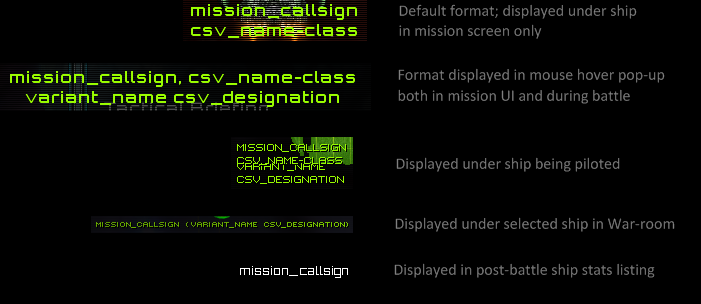 mission_callsign
csv_name-class
Default format; displayed under ship
in mission screen only
mission_callsign, csv_name-class
variant_name csv_designation
Tactical Briefing
Format displayed in mouse hover pop-up
both in mission UI and during battle
MISSION_CALLSIGN
CSV_NAME-CLASS
VARIANT_NAME
CSV_DESIGNATION
Displayed under ship being piloted
MISSION_CALLSIGN (VARIANT_NAME CSV_DESIGNATION)
Displayed under selected ship in War-room
mission_callsign
Displayed in post-battle ship stats listing